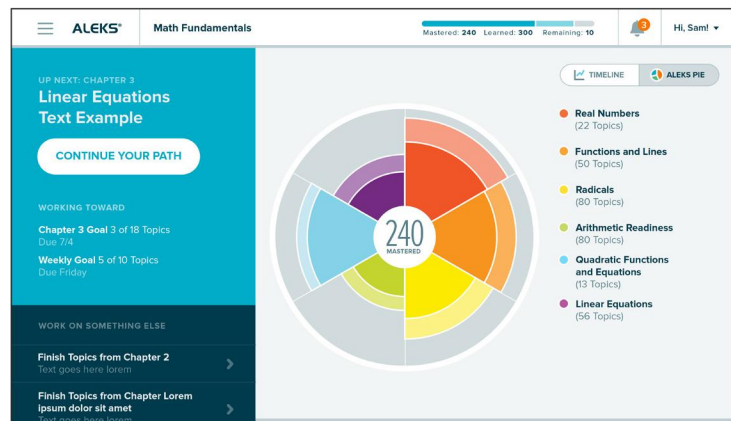 ALEKS®
Math Fundamentals
Mastered: 240 Learned: 300 Remaining: 10
3
Hi, Sam!
UP NEXT: CHAPTER 3
Linear Equations
Text Example
CONTINUE YOUR PATH
WORKING TOWARD
Chapter 3 Goal 3 of 18 Topics
Due 7/4
Weekly Goal 5 of 10 Topics
Due Friday
WORK ON SOMETHING ELSE
Finish Topics from Chapter 2
Text goes here lorem
Finish Topics from Chapter Lorem
ipsum dolor sit amet
Text goes here lorem
240
MASTERED
TIMELINE
ALEKS PIE
Real Numbers
(22 Topics)
Functions and Lines
(50 Topics)
Radicals
(80 Topics)
Arithmetic Readiness
(80 Topics)
Quadratic Functions
and Equations
(13 Topics)
Linear Equations
(56 Topics)